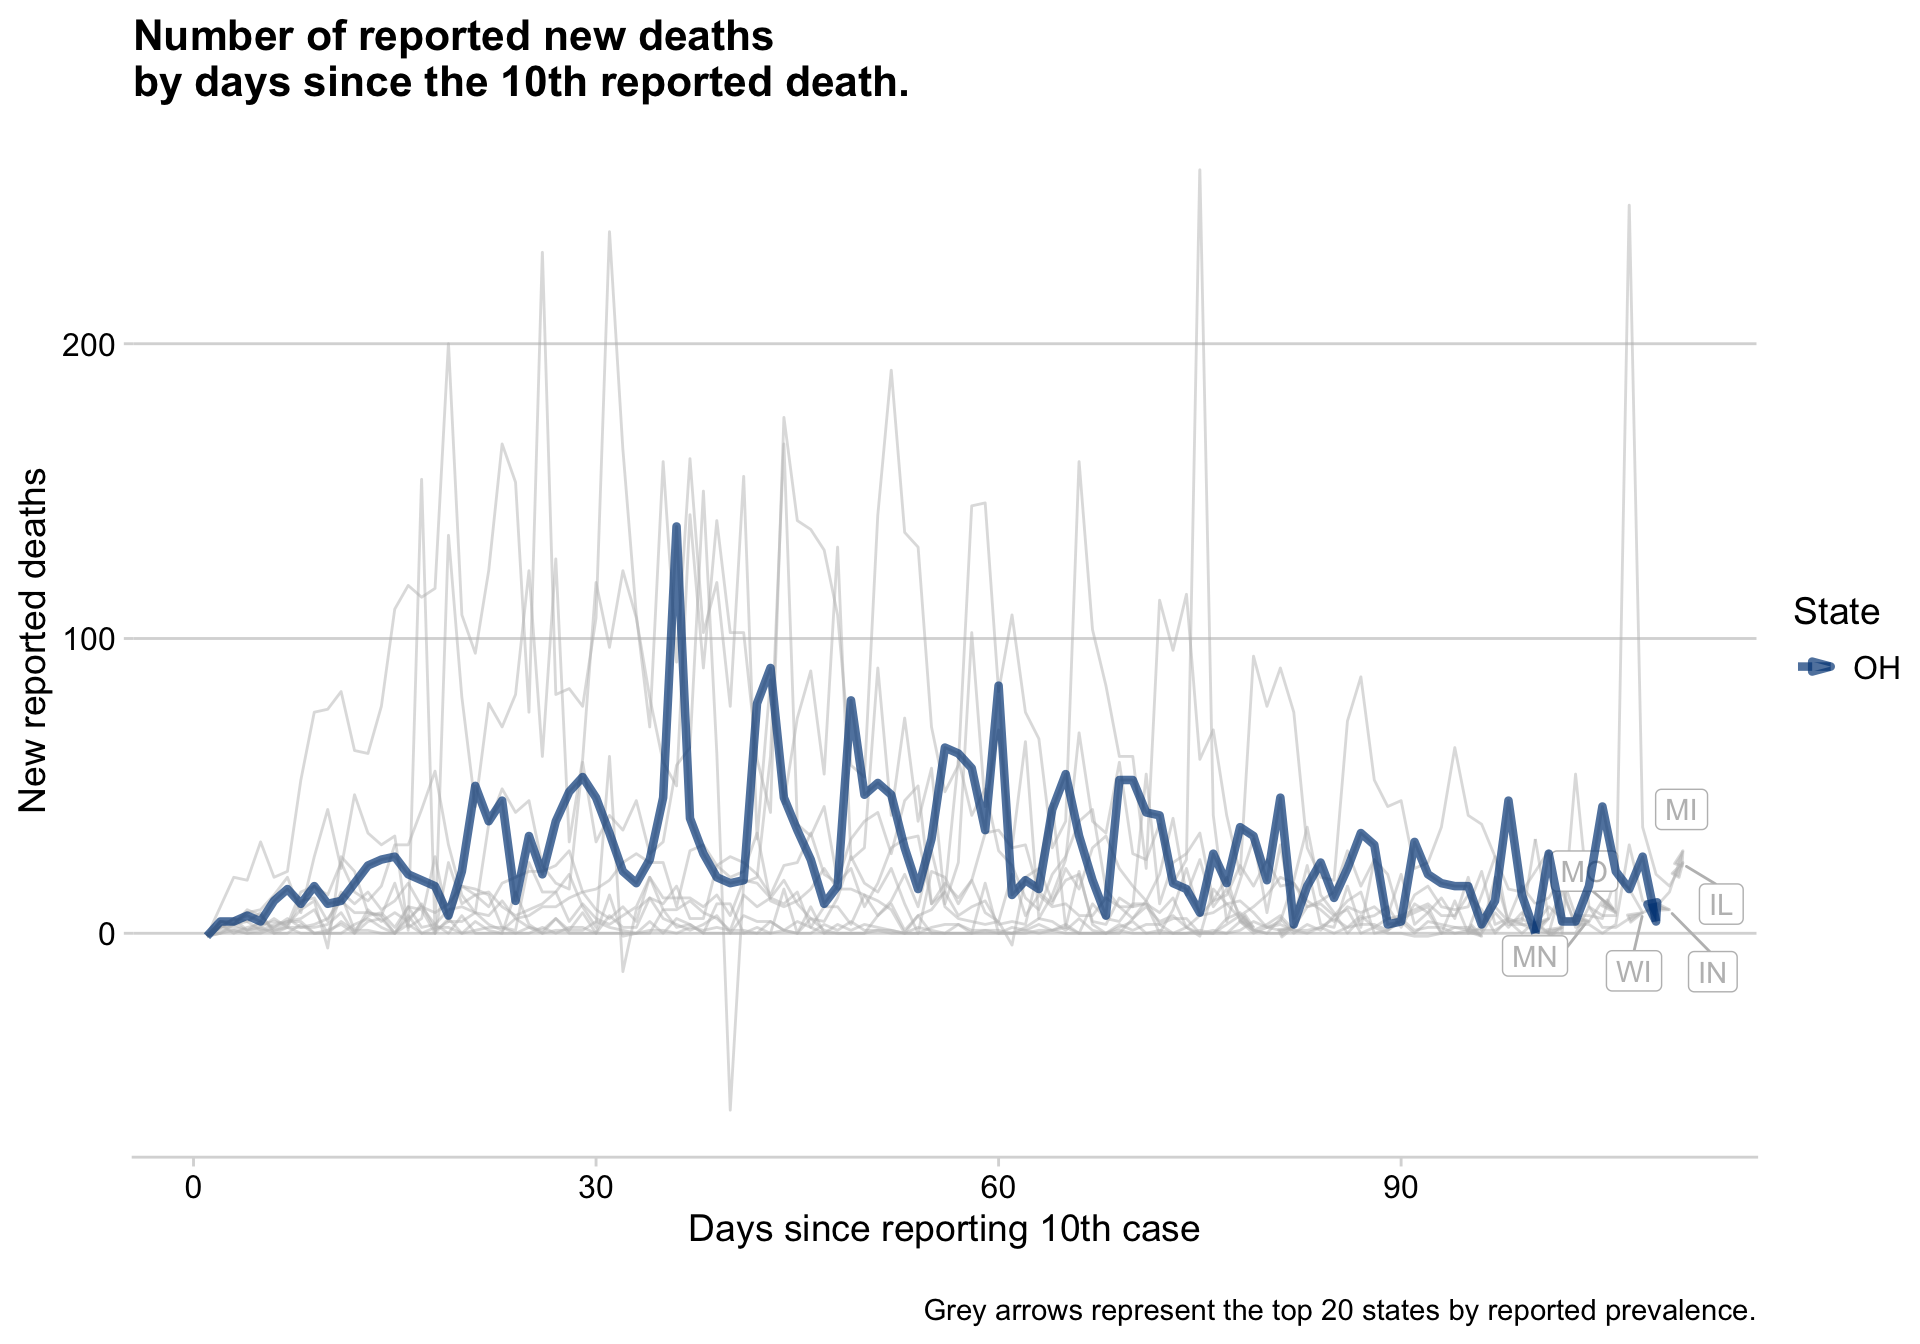 Number of reported new deaths
by days since the 10th reported death.
New reported deaths
200
100
0
MI
MO
IL
MN
WI
IN
State
OH
0
30
60
90
Days since reporting 10th case
Grey arrows represent the top 20 states by reported prevalence.